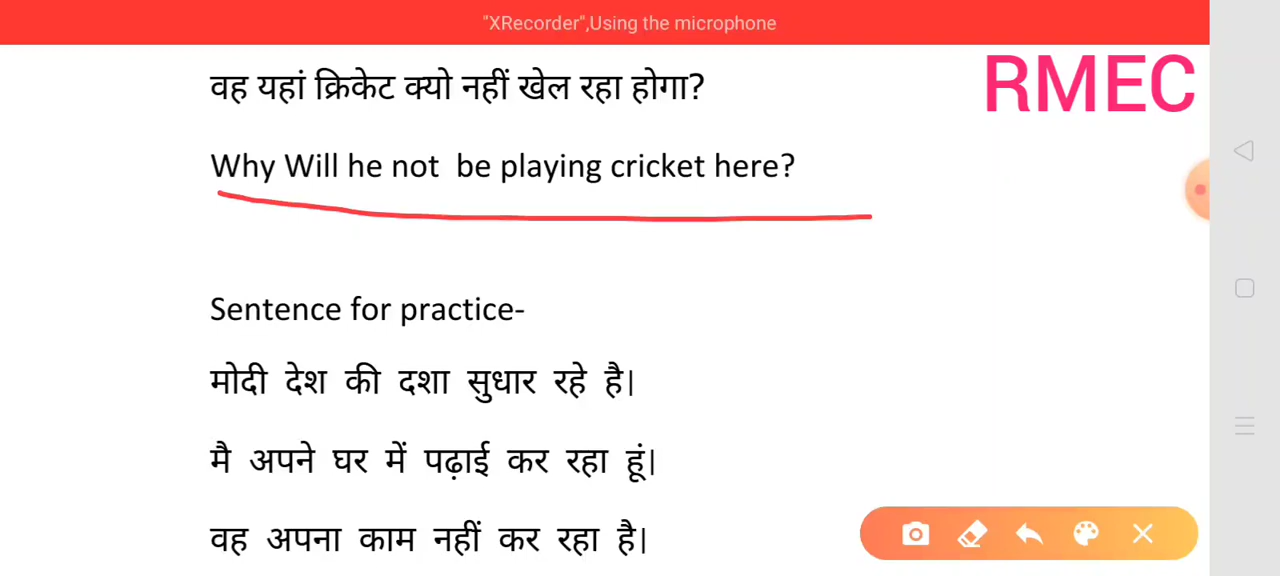 "XRecorder",Using the microphone
RMEC
वह यहां क्रिकेट क्यो नहीं खेल रहा होगा?
Why Will he not be playing cricket here?
Sentence for practice-
मोदी देश की दशा सुधार रहे है|
मै अपने घर में पढ़ाई कर रहा हूं|
वह अपना काम नहीं कर रहा है|